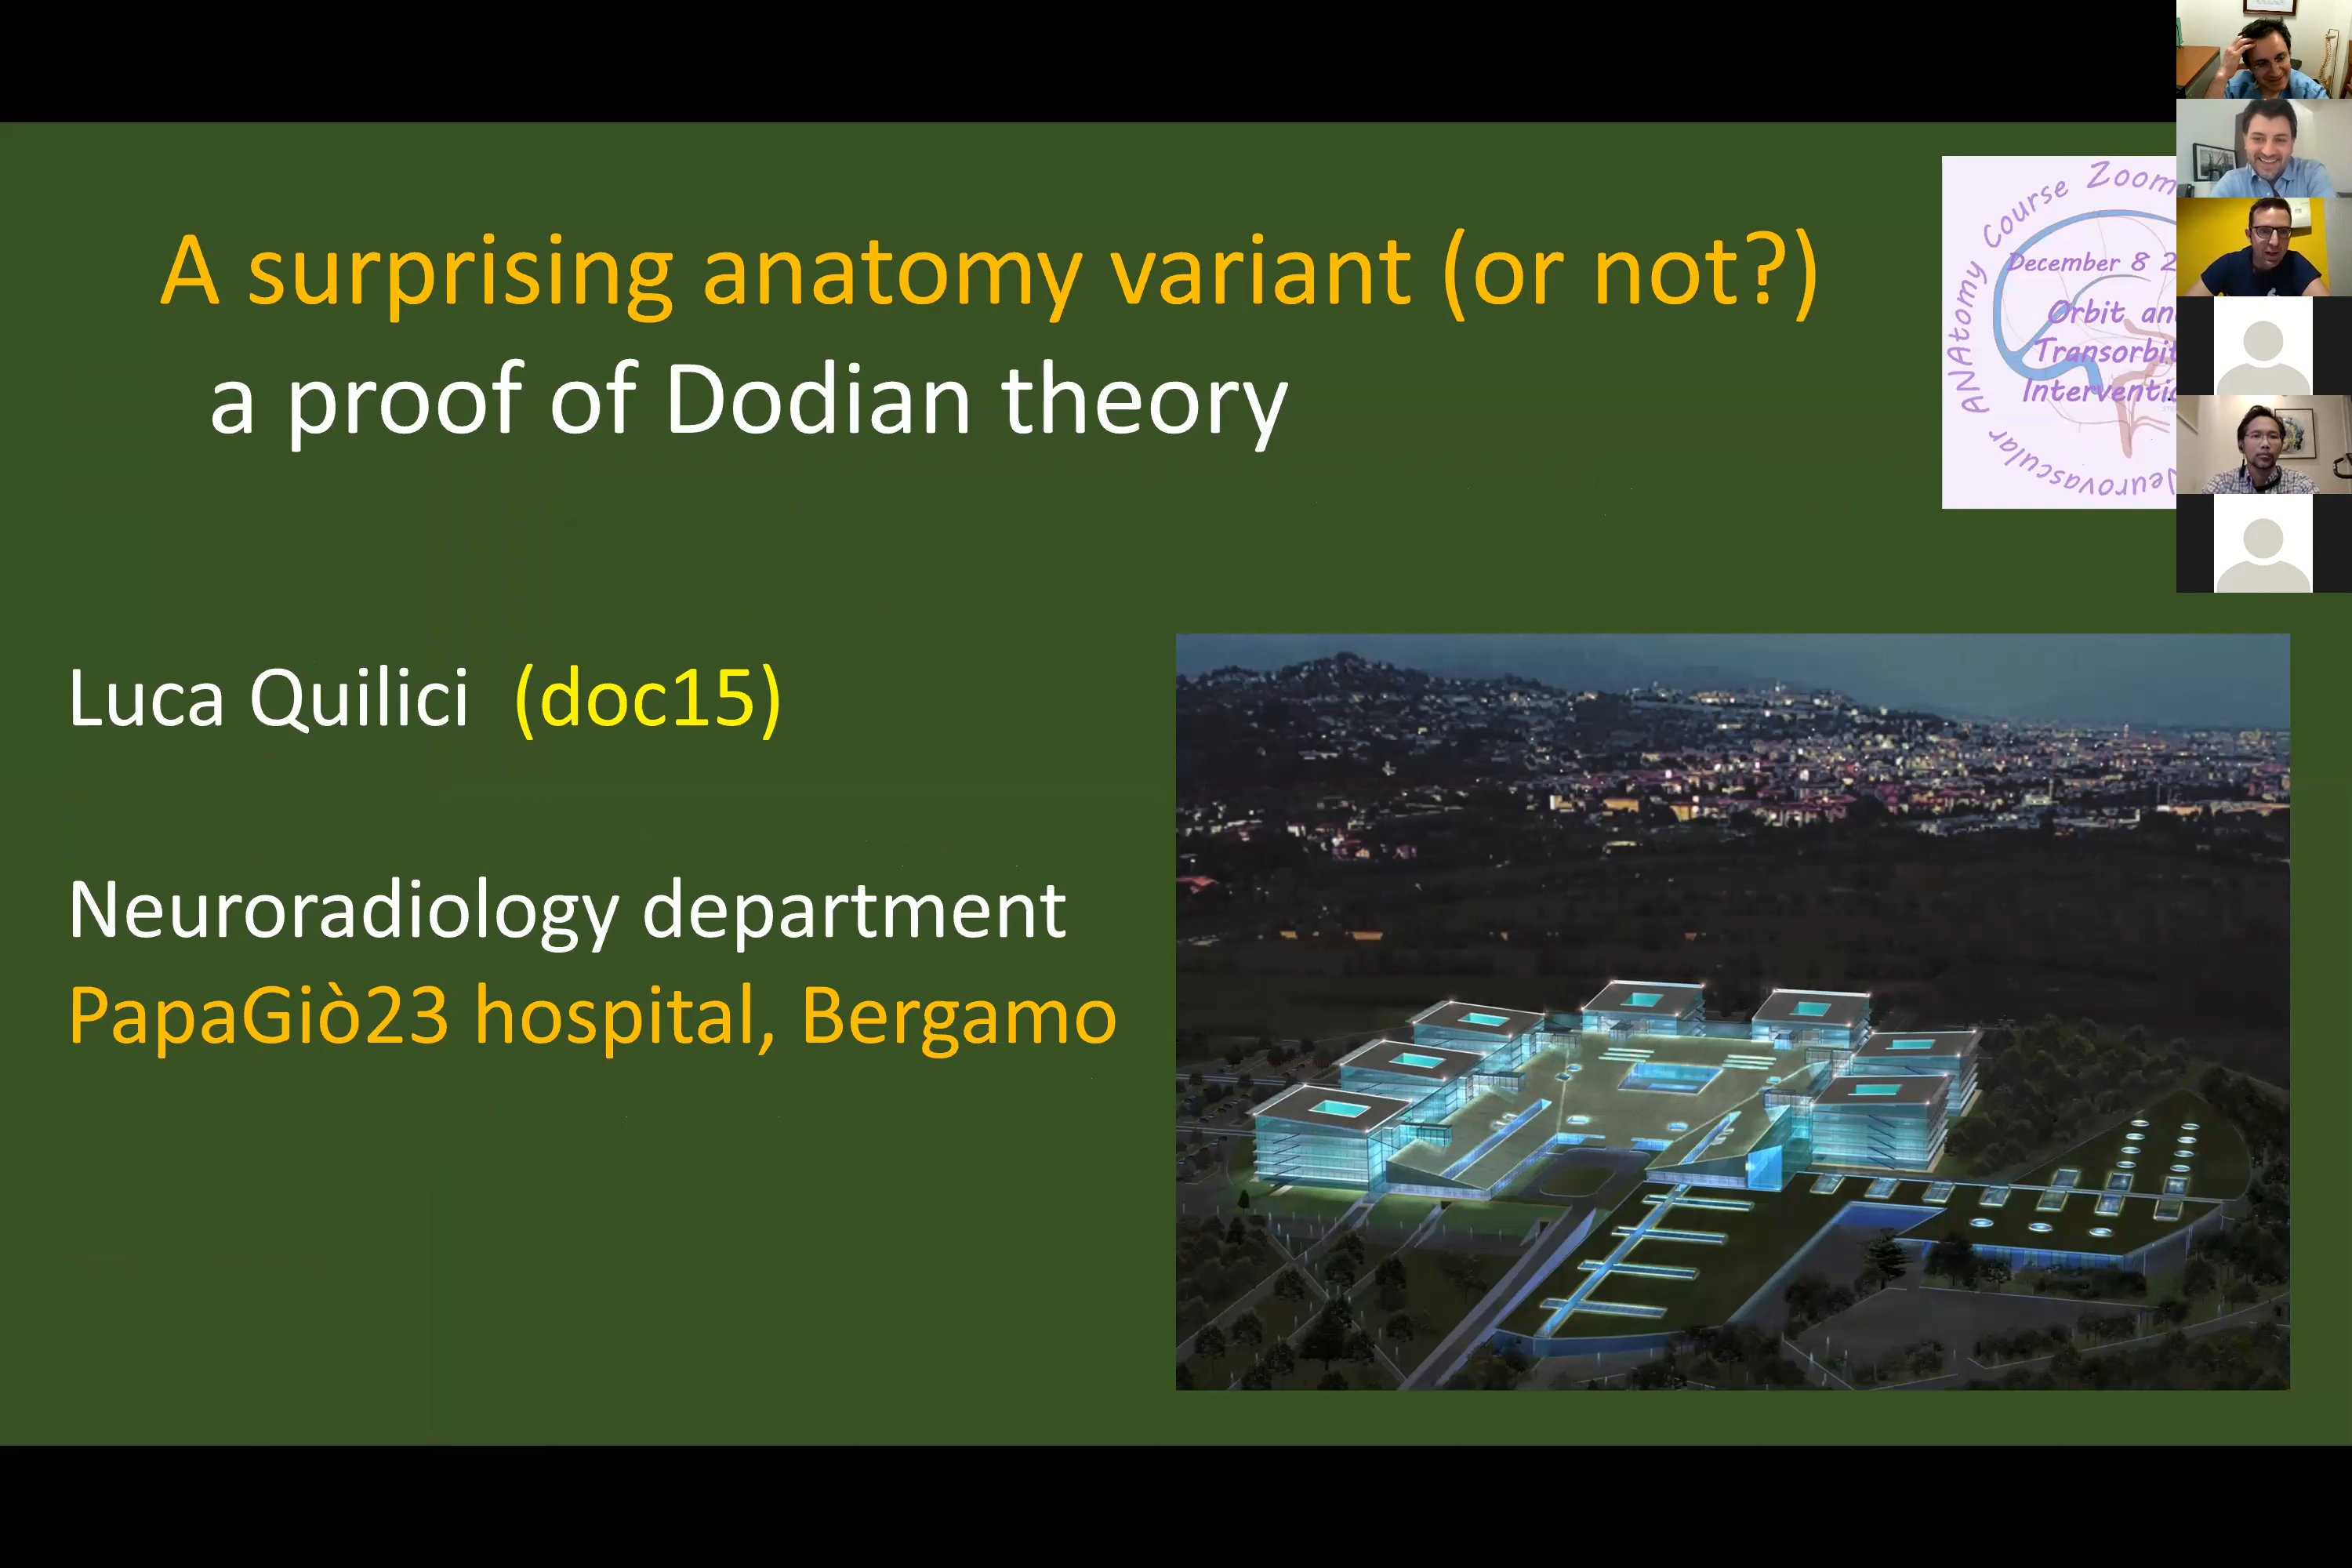 A surprising anatomy variant (or not?)
a proof of Dodian theory
Luca Quilici (doc15)
Neuroradiology department
PapaGiò23 hospital, Bergamo
Neurovascular ANAtomy Course Zoom
December 8 2
Orbit an
Transorbit
Interventi